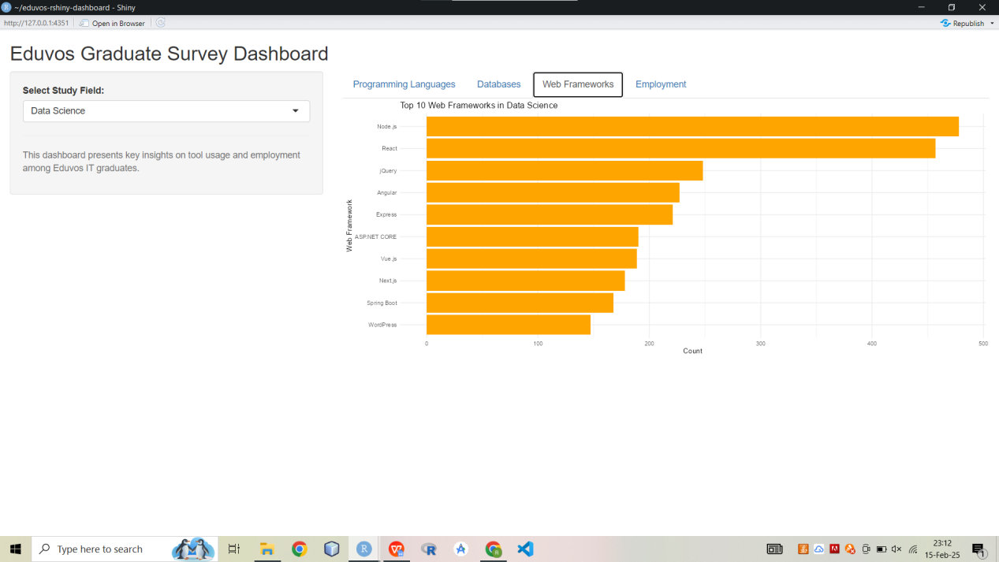 ~/eduvos-rshiny-dashboard - Shiny
http://127.0.0.1:4351
Open in Browser
Republish
Eduvos Graduate Survey Dashboard
Select Study Field:
Data Science
This dashboard presents key insights on tool usage and employment
among Eduvos IT graduates.
Programming Languages
Databases
Web Frameworks
Employment
Top 10 Web Frameworks in Data Science
Web Framework
Node.js
React
jQuery
Angular
Express
ASP.NET CORE
Vue.js
Next.js
Spring Boot
WordPress
0 100 200 300 400 500
Count
Type here to search
23:12
15-Feb-25
1